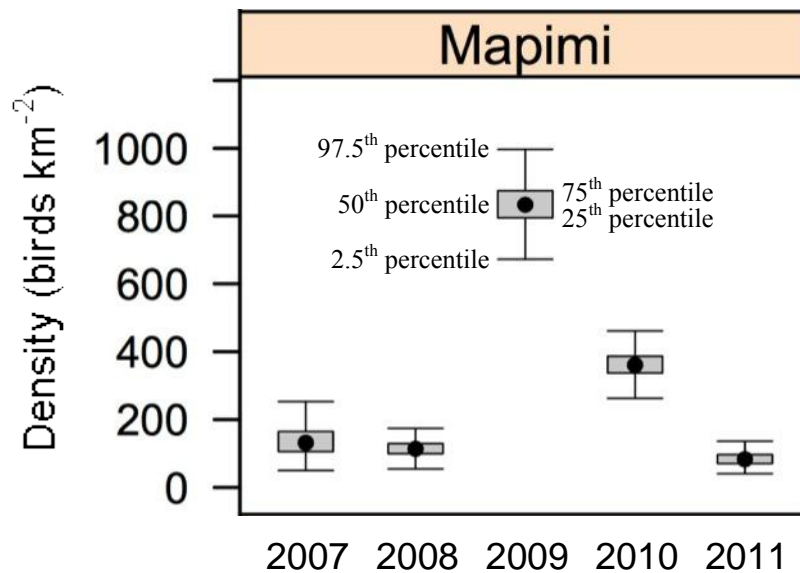 Mapimi
Density (birds km⁻²)
1000
800
600
400
200
0
97.5th percentile
50th percentile
2.5th percentile
75th percentile
25th percentile
2007 2008 2009 2010 2011